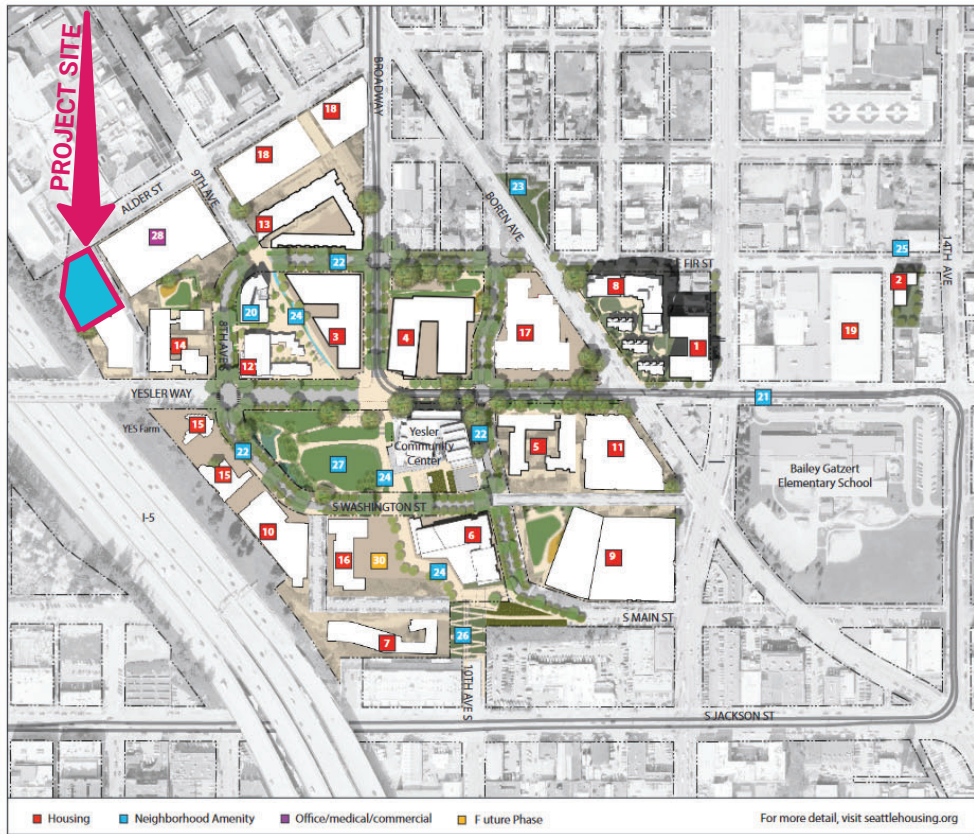 PROJECT SITE
BROADWAY
18
18
9TH AVE
ALDER ST
23
BOREN AVE
13
28
22
E FIR ST
25
14TH AVE
8
2
20
24
3
4
17
19
1
14
8TH AVE
121
YESLER WAY
21
YES Farm
15
22
Yesler
Community
Center
22
5
11
27
24
15
Bailey Gatzert
Elementary School
S WASHINGTON ST
I-5
10
16
30
6
24
9
S MAIN ST
7
26
10TH AVE S
S JACKSON ST
Housing
Neighborhood Amenity
Office/medical/commercial
F uture Phase
For more detail, visit seattlehousing.org